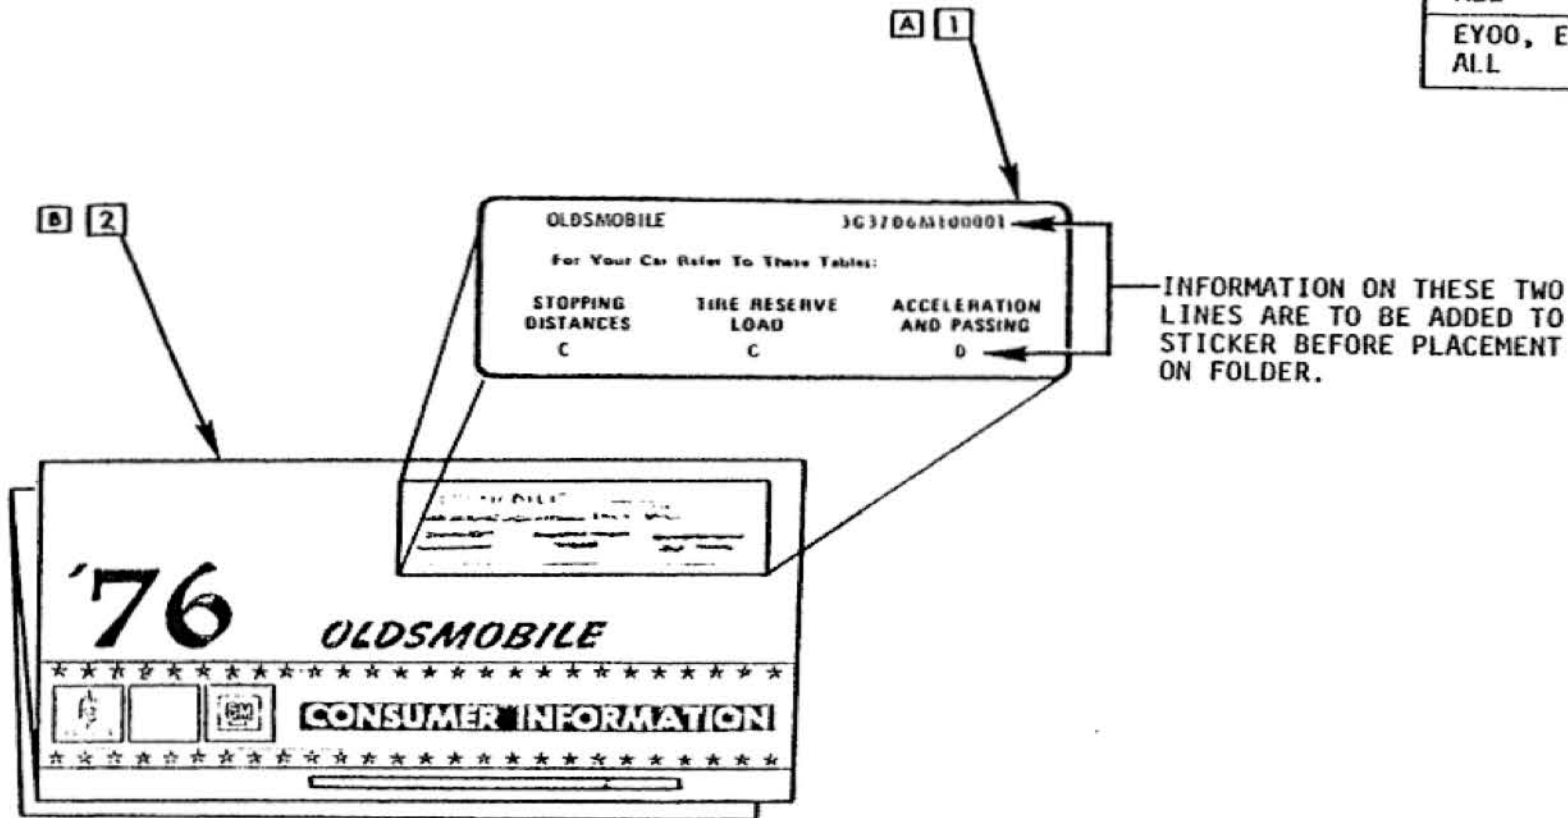 A 1
EYOO, E
ALL
B 2
OLDSMOBILE 3G37D6M100001
For Your Car Refer To These Tables:
STOPPING DISTANCES
TIRE RESERVE LOAD
ACCELERATION AND PASSING
C C D
INFORMATION ON THESE TWO
LINES ARE TO BE ADDED TO
STICKER BEFORE PLACEMENT
ON FOLDER.
'76
OLDSMOBILE
GM
CONSUMER INFORMATION